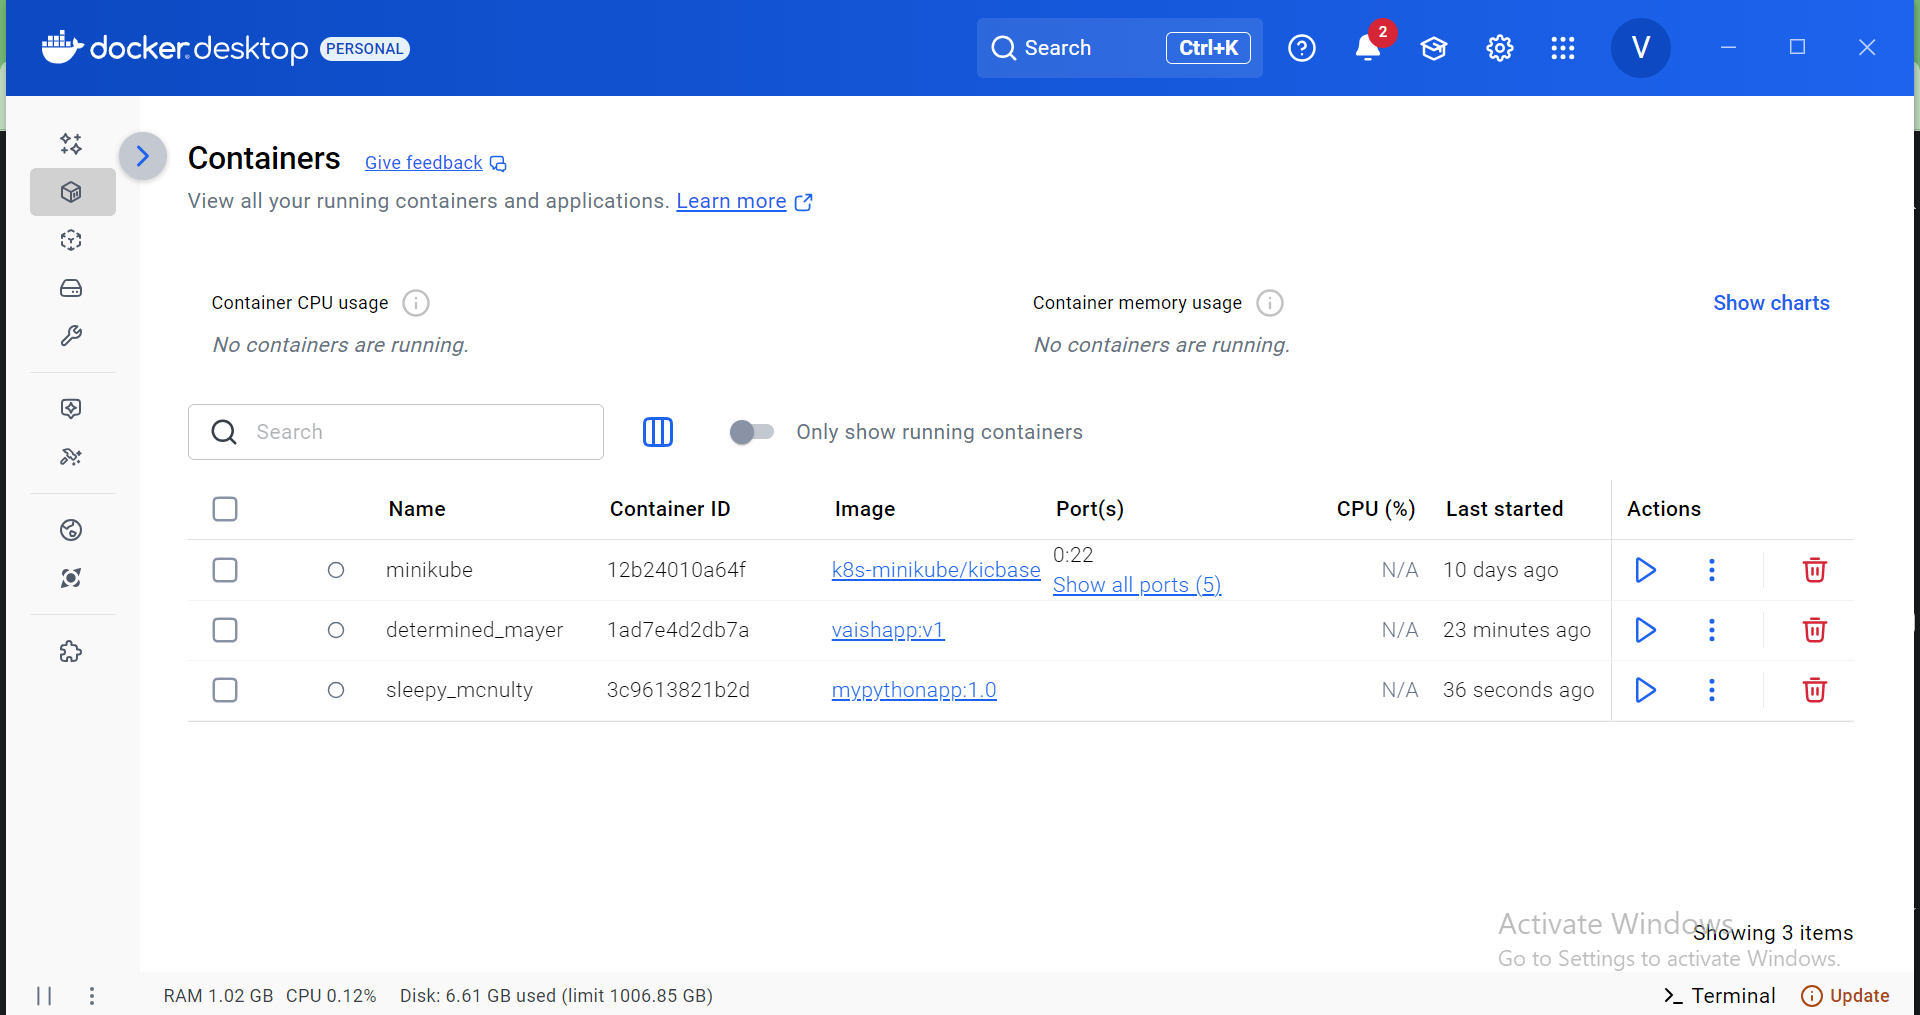 docker.desktop PERSONAL Search Ctrl+K 2 V
Containers Give feedback
View all your running containers and applications. Learn more
Container CPU usage Container memory usage Show charts
No containers are running. No containers are running.
Search Only show running containers
Name Container ID Image Port(s) CPU (%) Last started Actions
0:22
minikube 12b24010a64f k8s-minikube/kicbase N/A 10 days ago
Show all ports (5)
determined_mayer 1ad7e4d2db7a vaishapp:v1 N/A 23 minutes ago
sleepy_mcnulty 3c9613821b2d mypythonapp:1.0 N/A 36 seconds ago
Activate Windows
Showing 3 items
Go to Settings to activate Windows.
RAM 1.02 GB CPU 0.12% Disk: 6.61 GB used (limit 1006.85 GB) Terminal Update